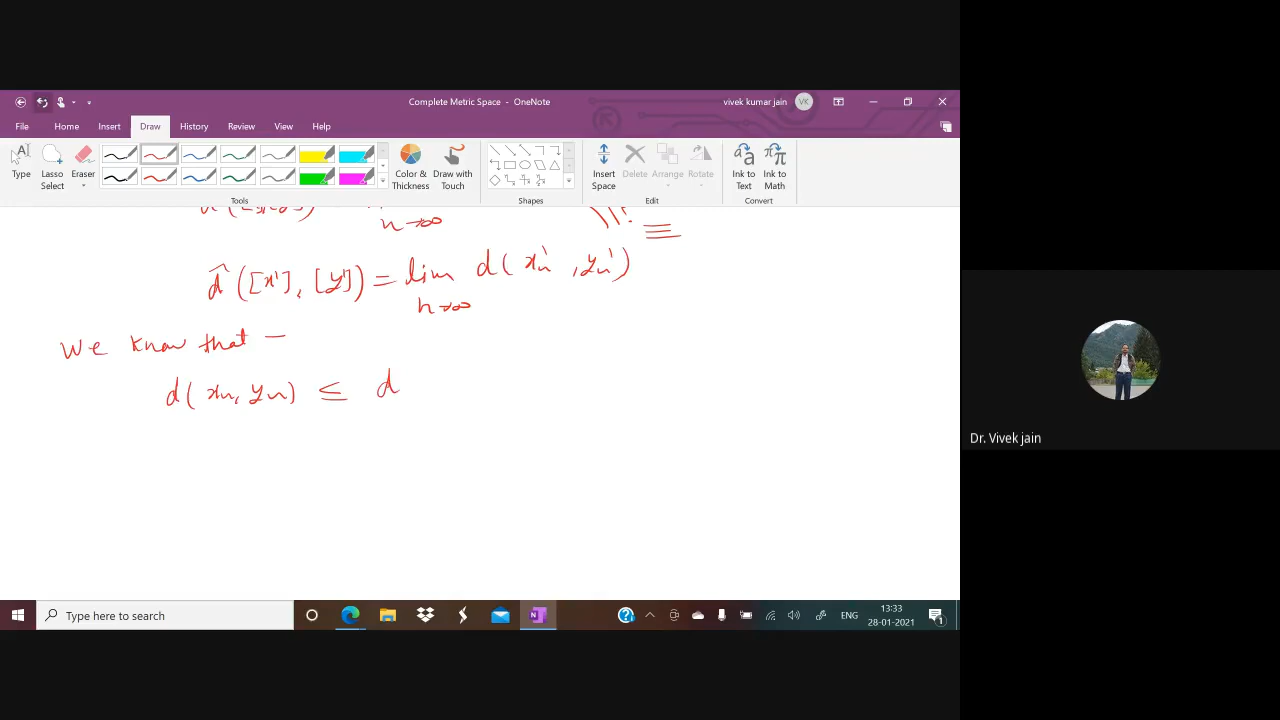 Complete Metric Space - OneNote
vivek kumar jain VK
File Home Insert Draw History Review View Help
Type Lasso Select Eraser Color & Thickness Draw with Touch Insert Space Delete Arrange Rotate Ink to Text Ink to Math
Tools Shapes Edit Convert
n→∞
d̂ ([x'], [y']) = lim d( xn' , yn' )
n→∞
We know that —
d( xn, yn) ≤ d
Dr. Vivek jain
Type here to search
ENG
13:33
28-01-2021